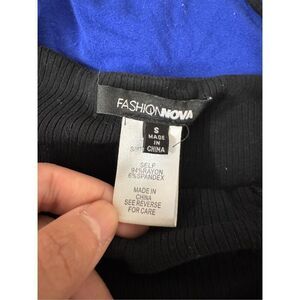 FASHIONNOVA
S
MADE
IN
CHINA
SELF
94%RAYON
6%SPANDEX
MADE IN
CHINA
SEE REVERSE
FOR CARE